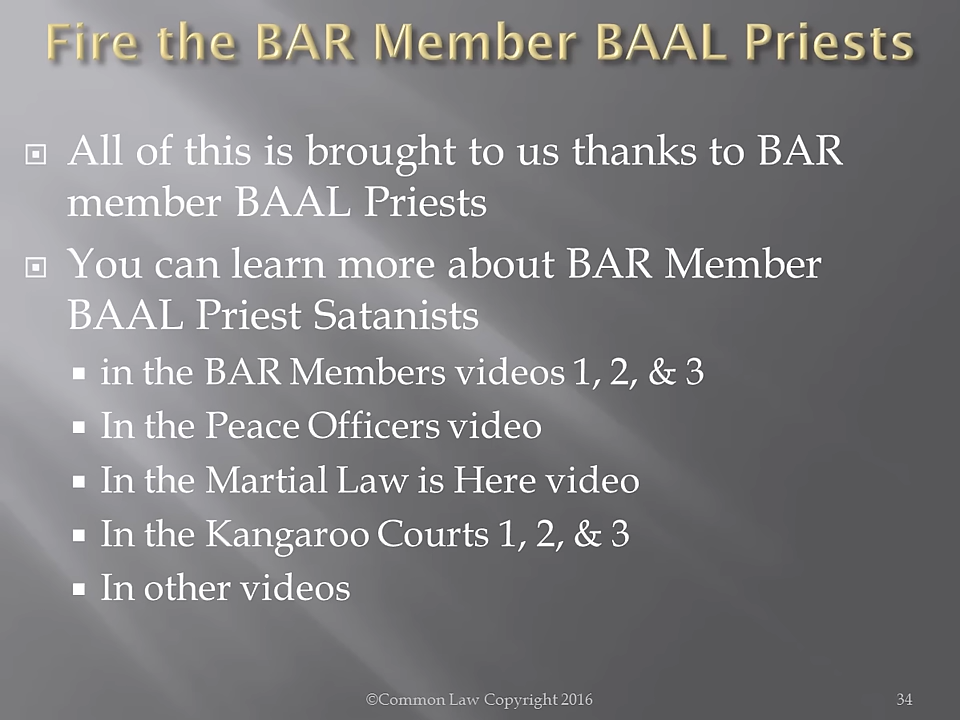 Fire the BAR Member BAAL Priests
All of this is brought to us thanks to BAR
member BAAL Priests
You can learn more about BAR Member
BAAL Priest Satanists
in the BAR Members videos 1, 2, & 3
In the Peace Officers video
In the Martial Law is Here video
In the Kangaroo Courts 1, 2, & 3
In other videos
©Common Law Copyright 2016
34